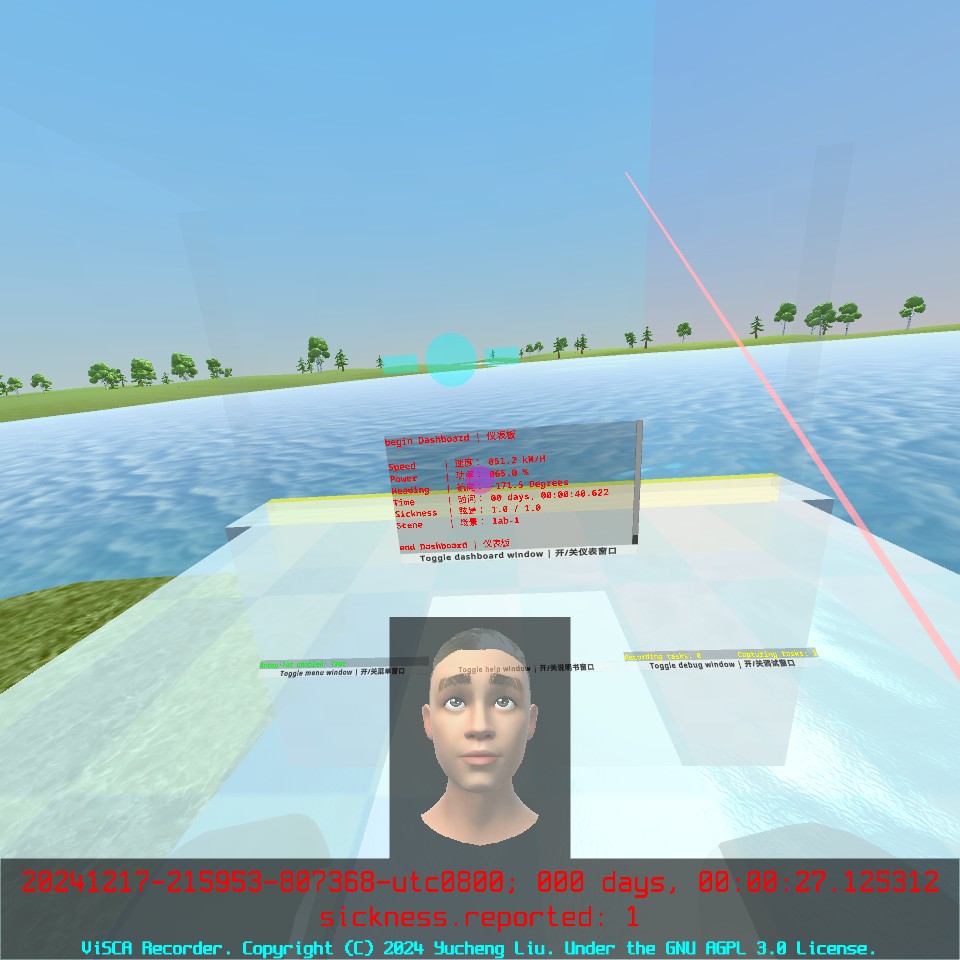 begin Dashboard | 仪表板
Speed | 速度: 051.2 kM/H
Power | 功率: 065.0 %
Heading | 航向: -171.5 Degrees
Time | 时间: 00 days, 00:00:40.622
Sickness | 眩晕: 1.0 / 1.0
Scene | 场景: lab-1
end Dashboard | 仪表板
Toggle dashboard window | 开/关仪表窗口
Recording tasks: 0 Capturing tasks: 1
Toggle menu window | 开/关菜单窗口
Toggle help window | 开/关说明书窗口
Toggle debug window | 开/关调试窗口
20241217-215953-807368-utc0800; 000 days, 00:00:27.125312
sickness.reported: 1
ViSCA Recorder. Copyright (C) 2024 Yucheng Liu. Under the GNU AGPL 3.0 License.